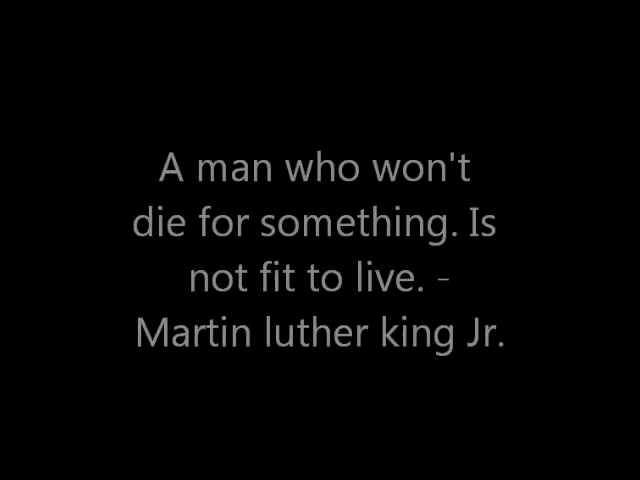 A man who won't
die for something. Is
not fit to live. -
Martin luther king Jr.